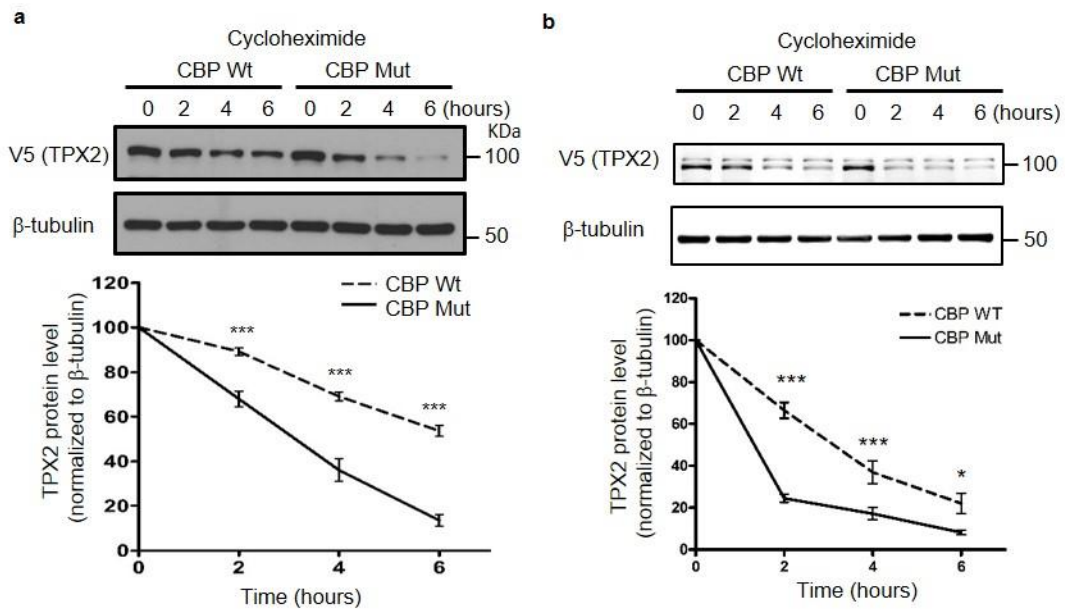 a
Cycloheximide
CBP Wt CBP Mut
0 2 4 6 0 2 4 6 (hours)
KDa
V5 (TPX2)
100
β-tubulin
50
120
100
80
60
40
20
0
TPX2 protein level
(normalized to β-tubulin)
CBP Wt
CBP Mut
***
***
***
0 2 4 6
Time (hours)
b
Cycloheximide
CBP Wt CBP Mut
0 2 4 6 0 2 4 6 (hours)
V5 (TPX2)
100
β-tubulin
50
120
100
80
60
40
20
0
TPX2 protein level
(normalized to β-tubulin)
CBP WT
CBP Mut
***
***
*
0 2 4 6
Time (hours)